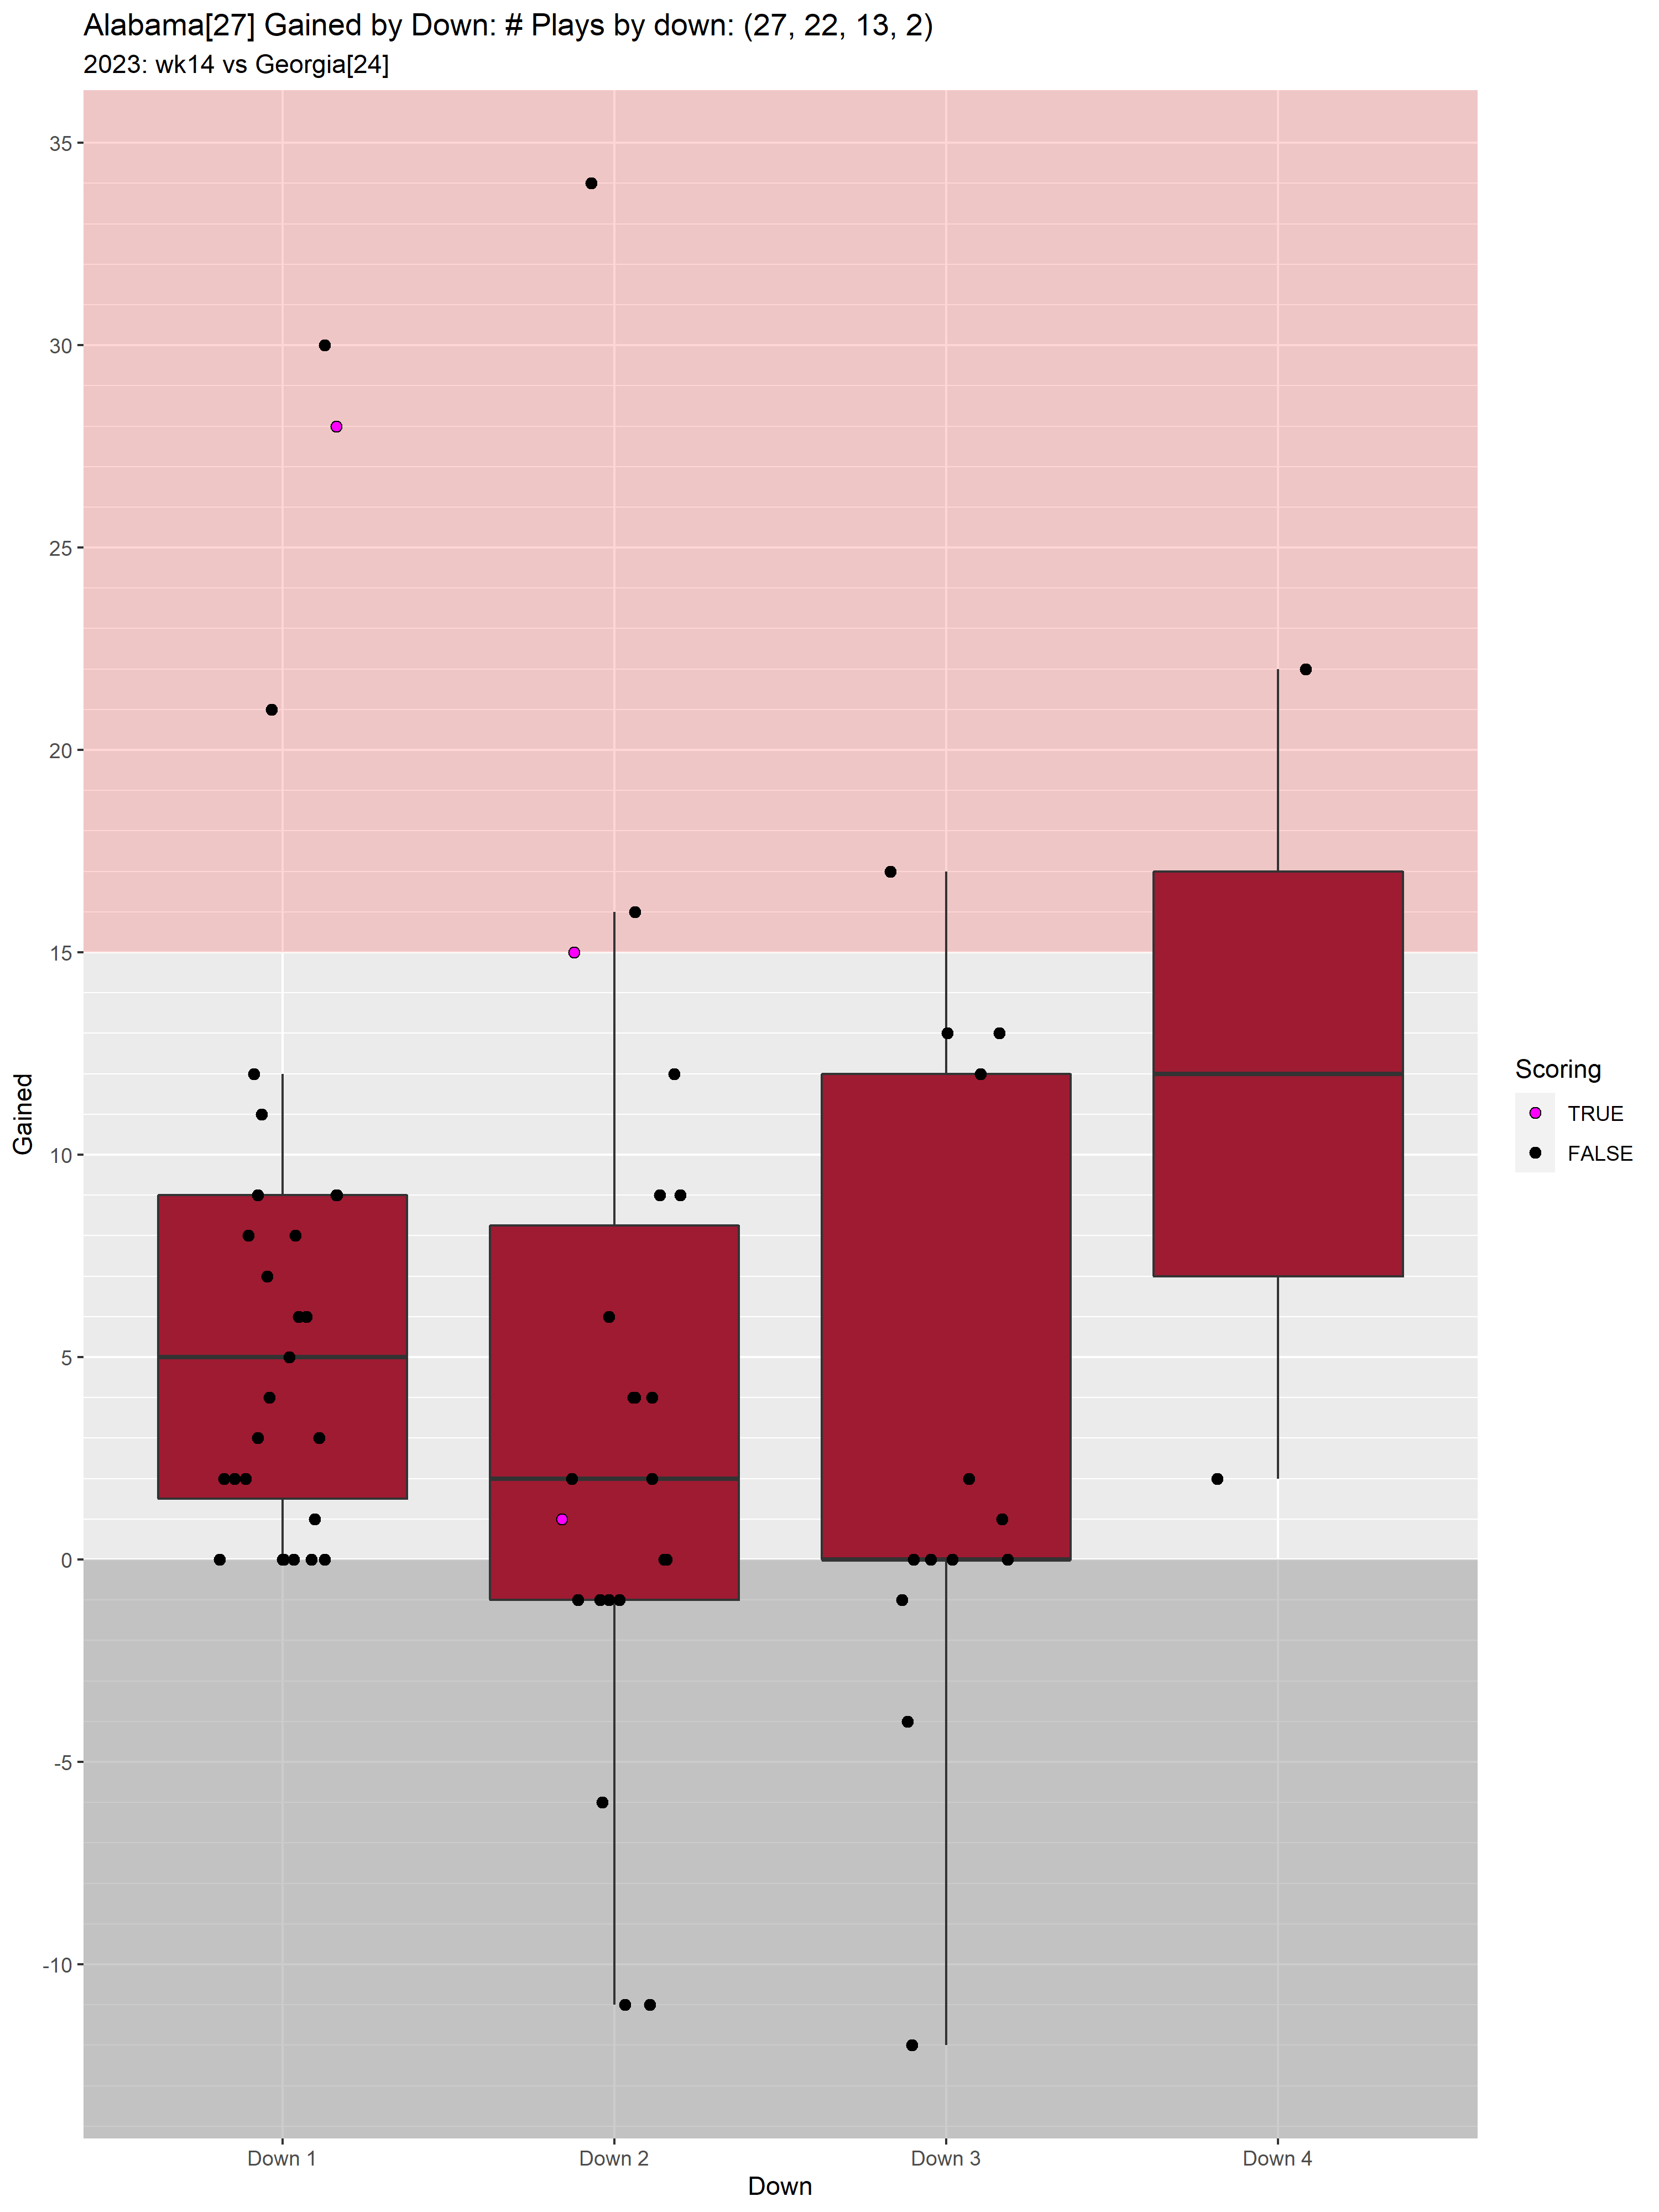 Alabama[27] Gained by Down: # Plays by down: (27, 22, 13, 2)
2023: wk14 vs Georgia[24]
35
30
25
20
15
10
5
0
-5
-10
Gained
Down 1
Down 2
Down 3
Down 4
Down
Scoring
TRUE
FALSE